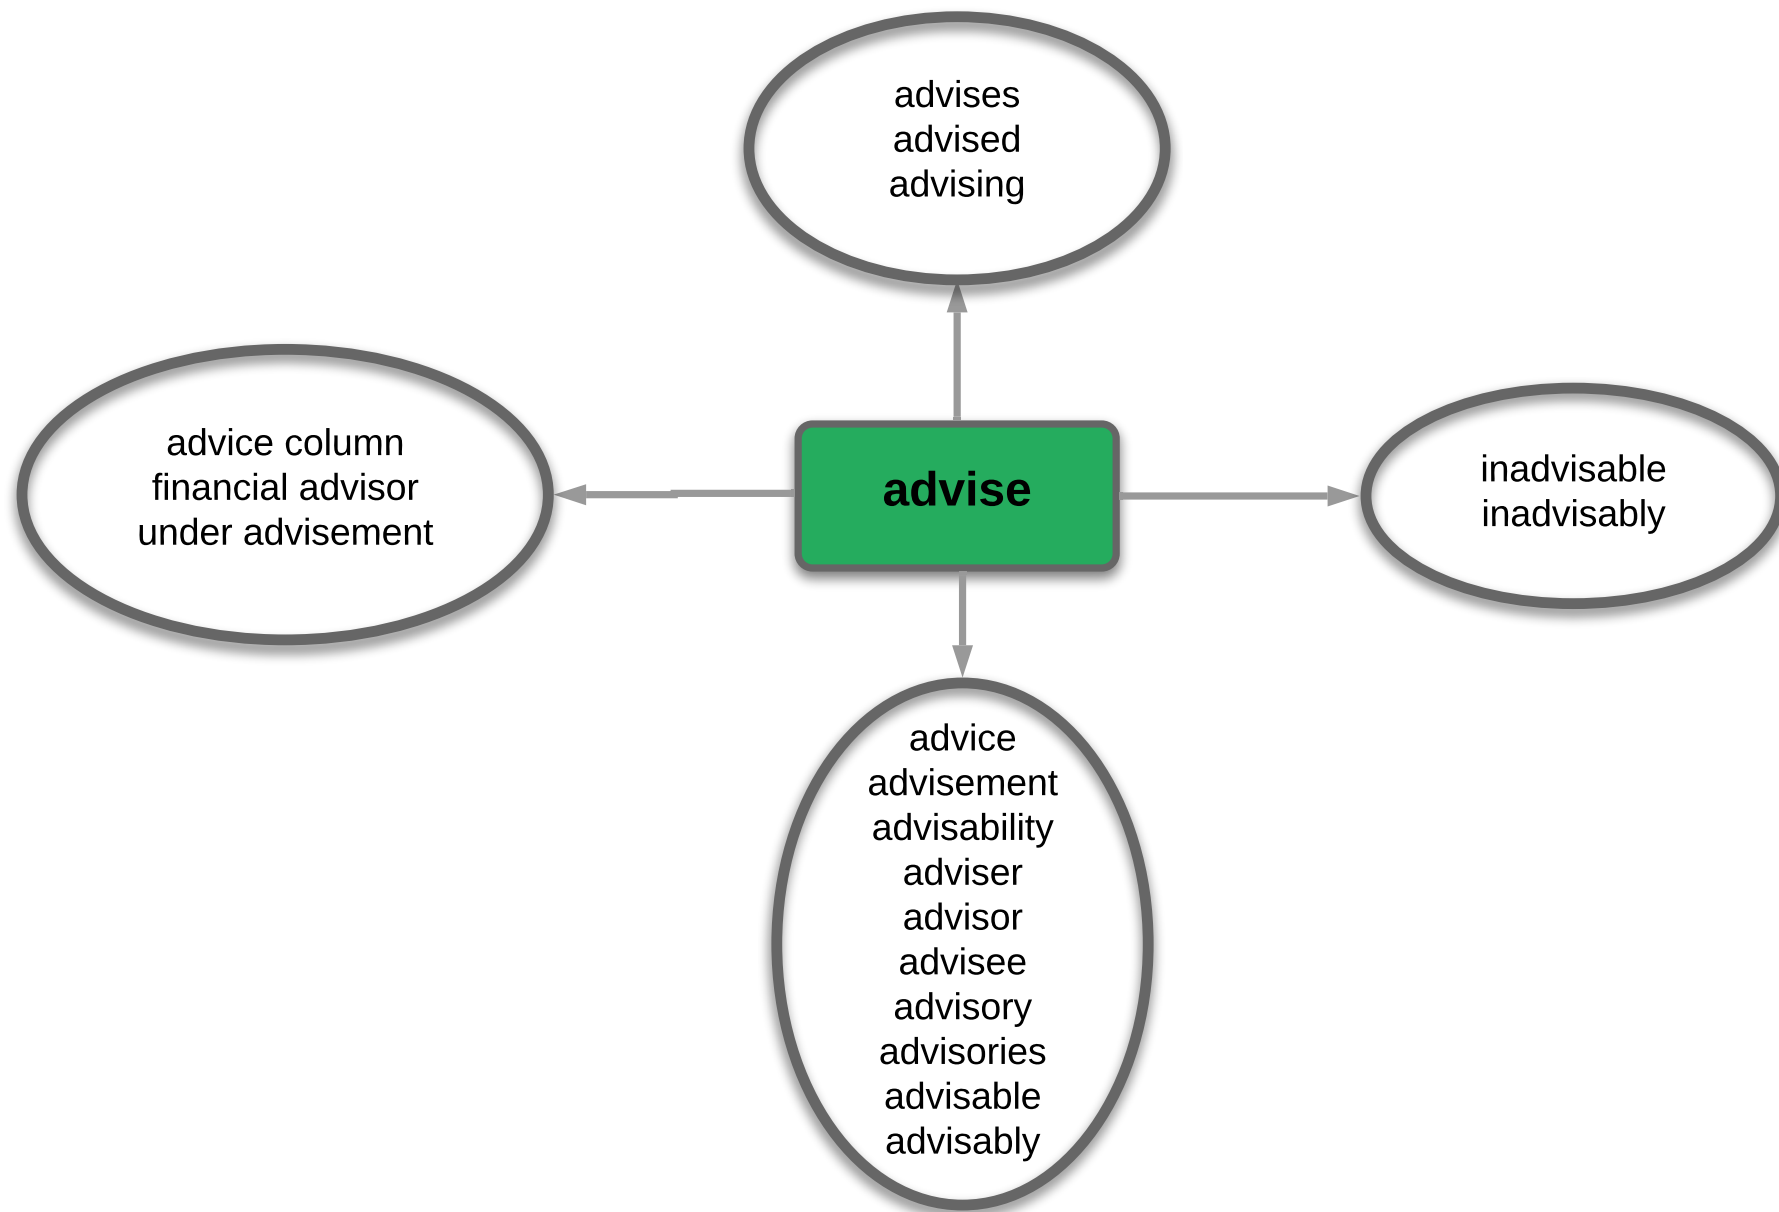 advises
advised
advising
advice column
financial advisor
under advisement
advise
inadvisable
inadvisably
advice
advisement
advisability
adviser
advisor
advisee
advisory
advisories
advisable
advisably